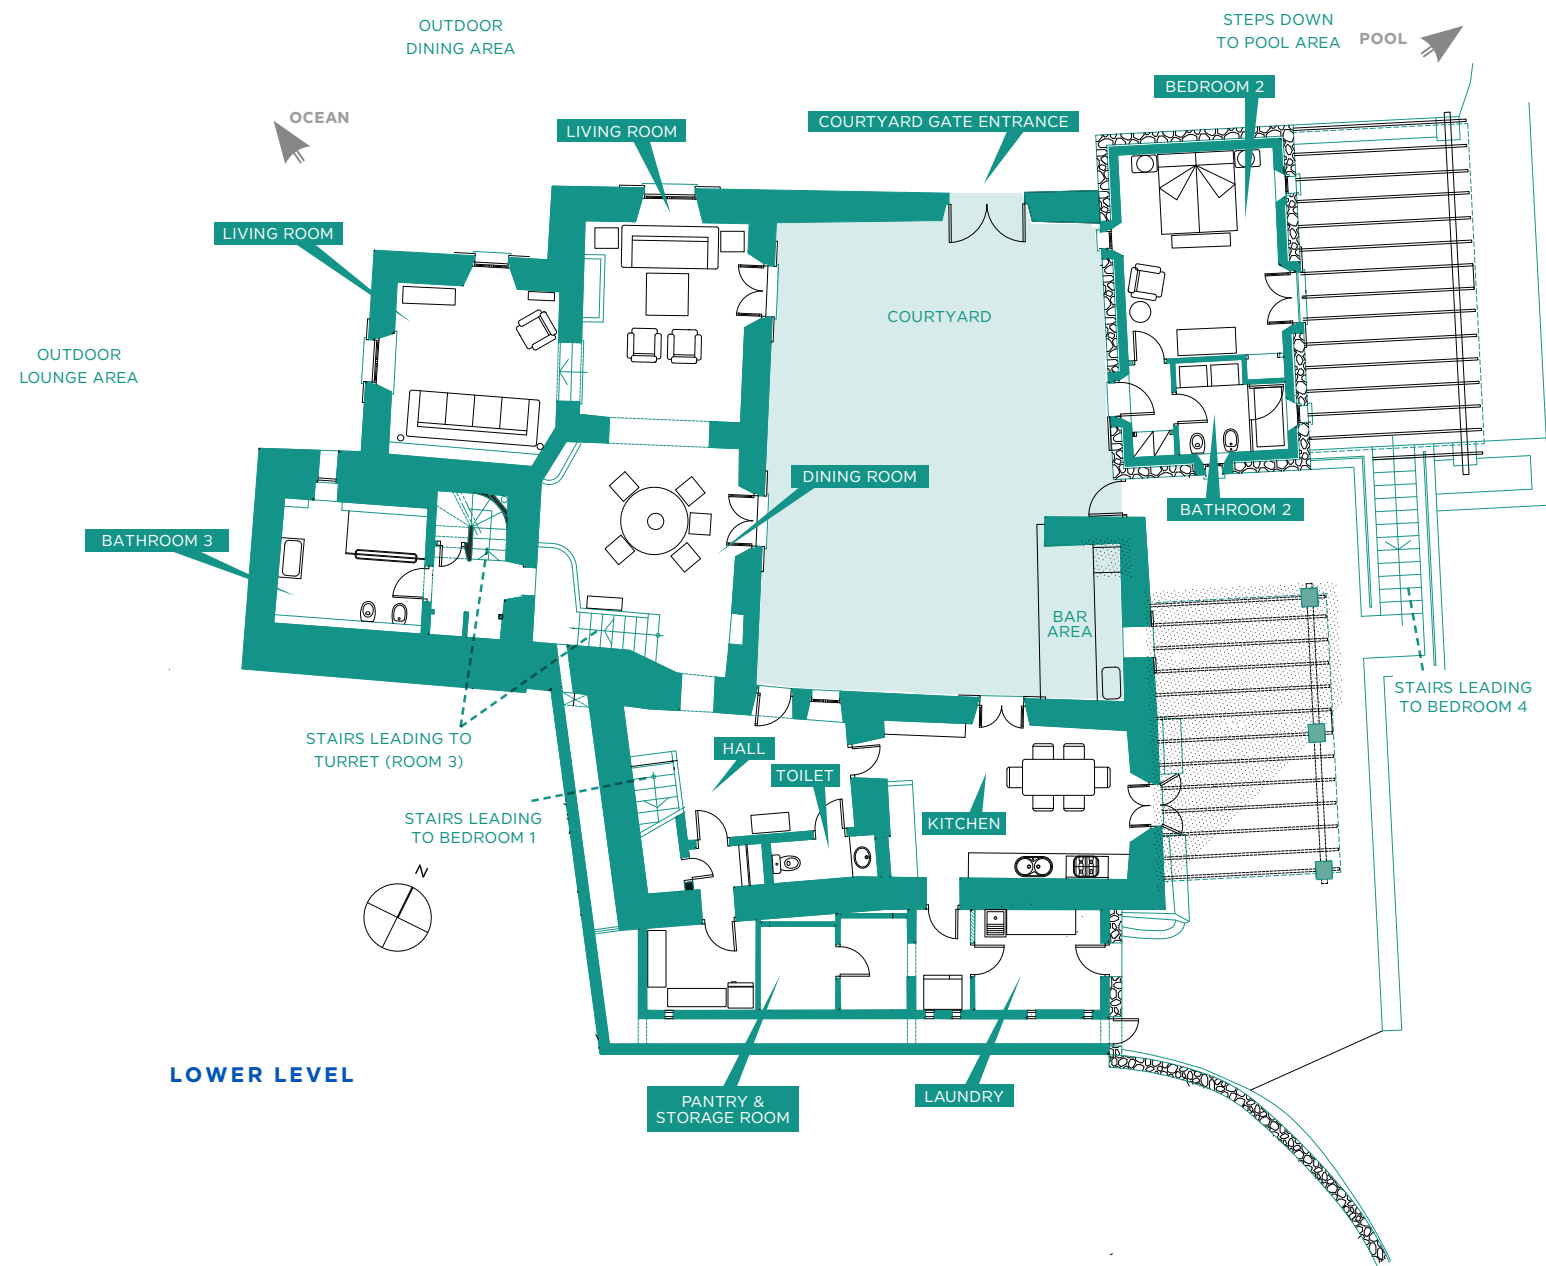 OUTDOOR
DINING AREA
STEPS DOWN
TO POOL AREA
POOL
BEDROOM 2
OCEAN
COURTYARD GATE ENTRANCE
LIVING ROOM
LIVING ROOM
COURTYARD
OUTDOOR
LOUNGE AREA
DINING ROOM
BATHROOM 2
BATHROOM 3
BAR
AREA
STAIRS LEADING
TO BEDROOM 4
STAIRS LEADING TO
TURRET (ROOM 3)
HALL
TOILET
STAIRS LEADING
TO BEDROOM 1
KITCHEN
N
LOWER LEVEL
PANTRY &
STORAGE ROOM
LAUNDRY